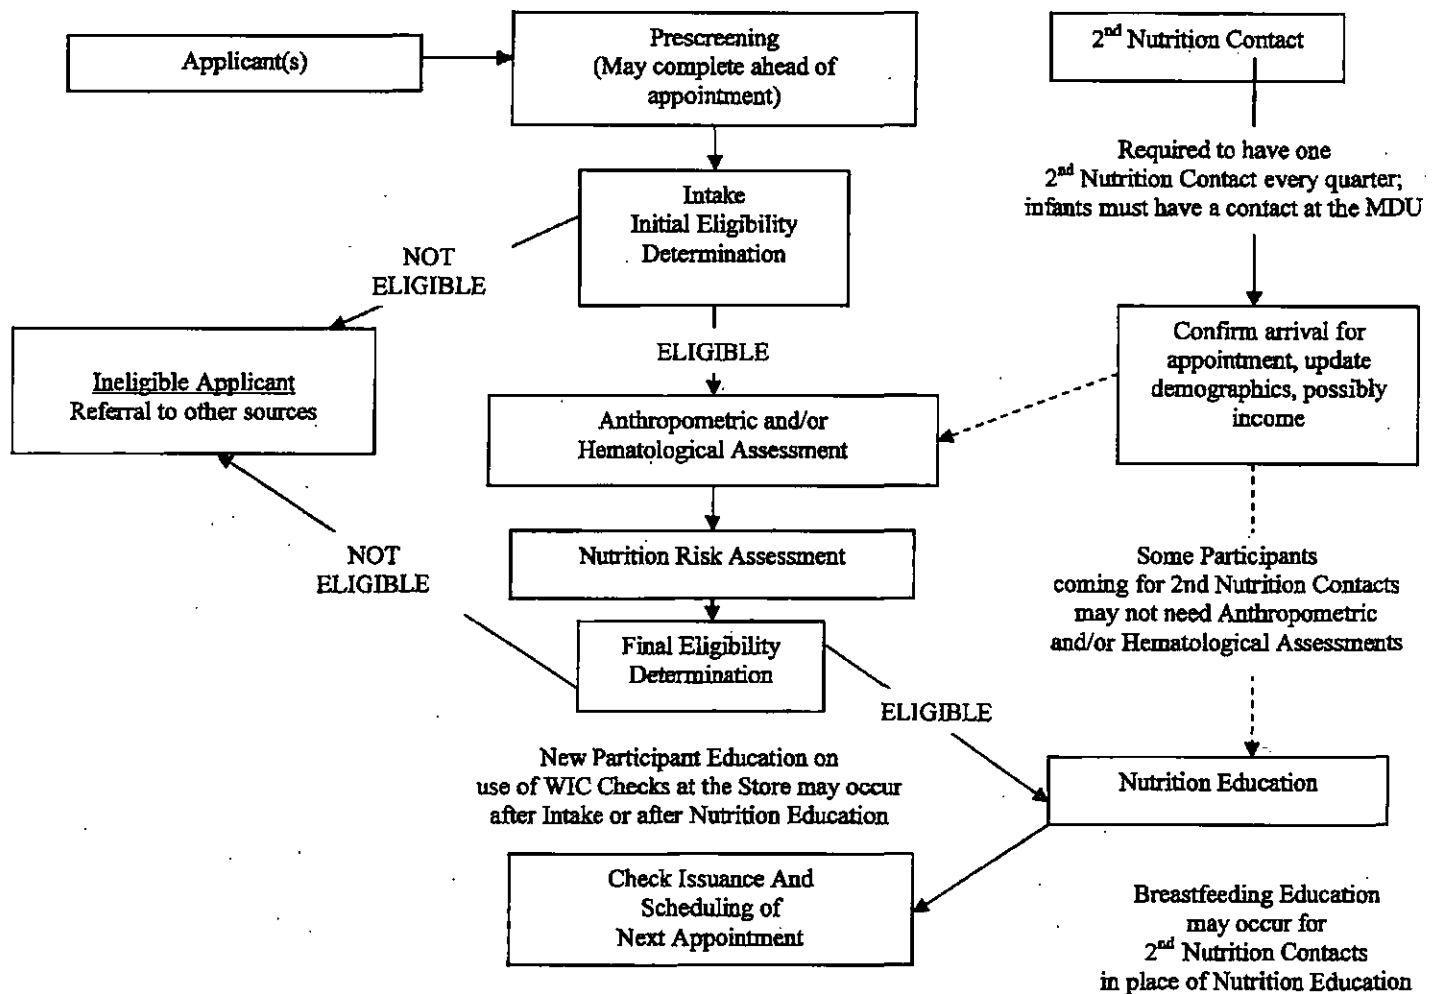 Applicant(s)
Prescreening
(May complete ahead of
appointment)
2nd Nutrition Contact
Required to have one
2nd Nutrition Contact every quarter;
infants must have a contact at the MDU
Intake
Initial Eligibility
Determination
NOT
ELIGIBLE
ELIGIBLE
Ineligible Applicant
Referral to other sources
Confirm arrival for
appointment, update
demographics, possibly
income
Anthropometric and/or
Hematological Assessment
Nutrition Risk Assessment
NOT
ELIGIBLE
Some Participants
coming for 2nd Nutrition Contacts
may not need Anthropometric
and/or Hematological Assessments
Final Eligibility
Determination
ELIGIBLE
New Participant Education on
use of WIC Checks at the Store may occur
after Intake or after Nutrition Education
Nutrition Education
Check Issuance And
Scheduling of
Next Appointment
Breastfeeding Education
may occur for
2nd Nutrition Contacts
in place of Nutrition Education